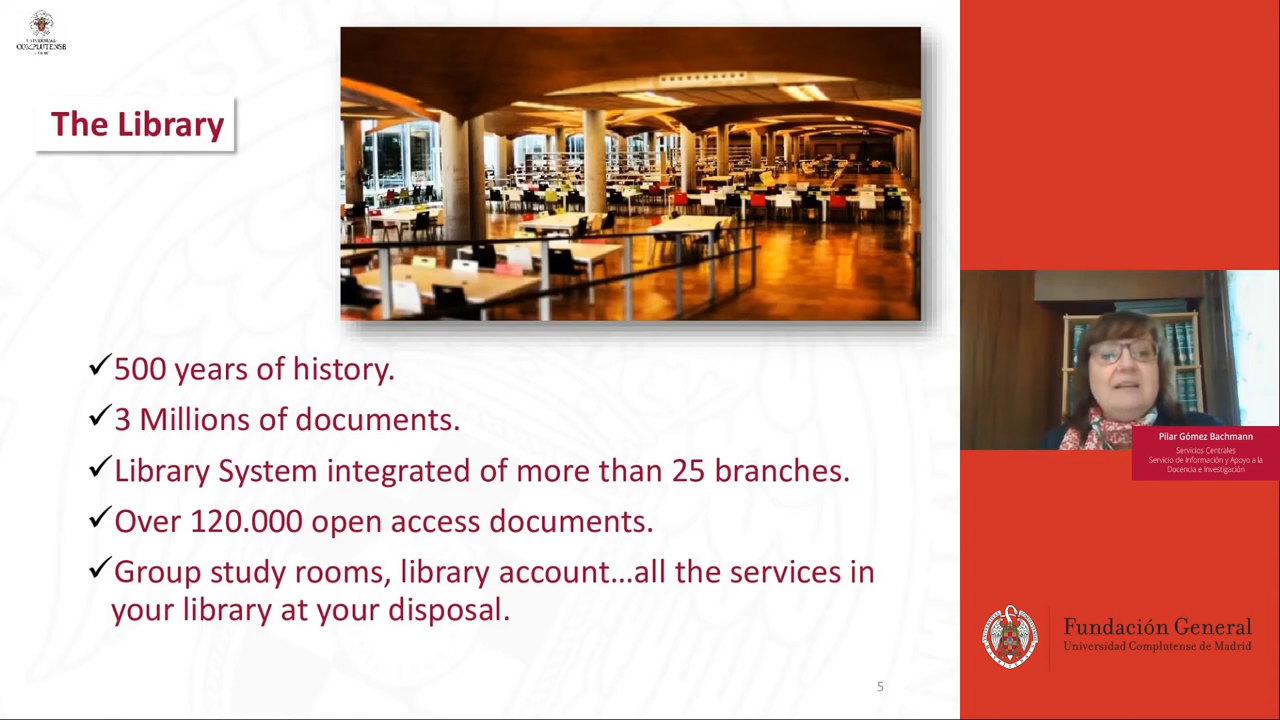 UNIVERSIDAD
COMPLUTENSE
The Library
✓500 years of history.
✓3 Millions of documents.
✓Library System integrated of more than 25 branches.
✓Over 120.000 open access documents.
✓Group study rooms, library account...all the services in
your library at your disposal.
5
Pilar Gómez Bachmann
Servicios Centrales
Servicio de Información y Apoyo a la
Docencia e Investigación
Fundación General
Universidad Complutense de Madrid